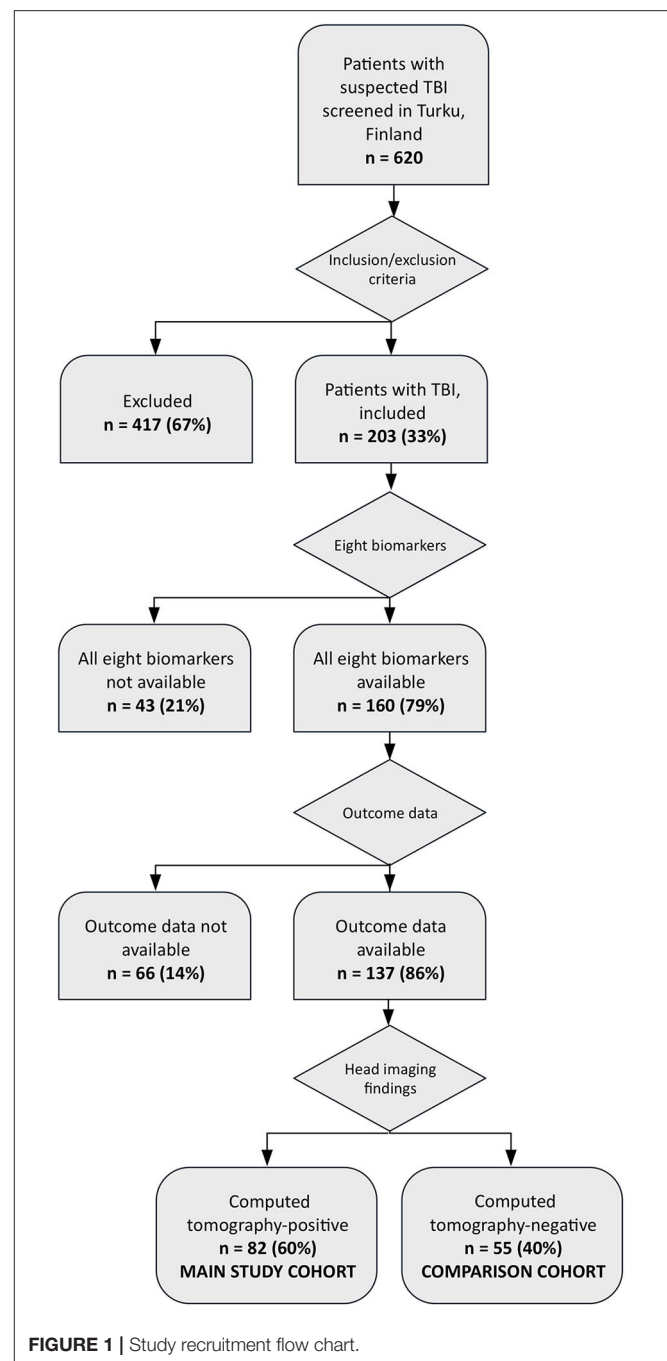 Patients with
suspected TBI
screened in Turku,
Finland
n = 620
Inclusion/exclusion
criteria
Excluded
n = 417 (67%)
Patients with TBI,
included
n = 203 (33%)
Eight biomarkers
All eight biomarkers
not available
n = 43 (21%)
All eight biomarkers
available
n = 160 (79%)
Outcome data
Outcome data not
available
n = 66 (14%)
Outcome data
available
n = 137 (86%)
Head imaging
findings
Computed
tomography-positive
n = 82 (60%)
MAIN STUDY COHORT
Computed
tomography-negative
n = 55 (40%)
COMPARISON COHORT
FIGURE 1 | Study recruitment flow chart.